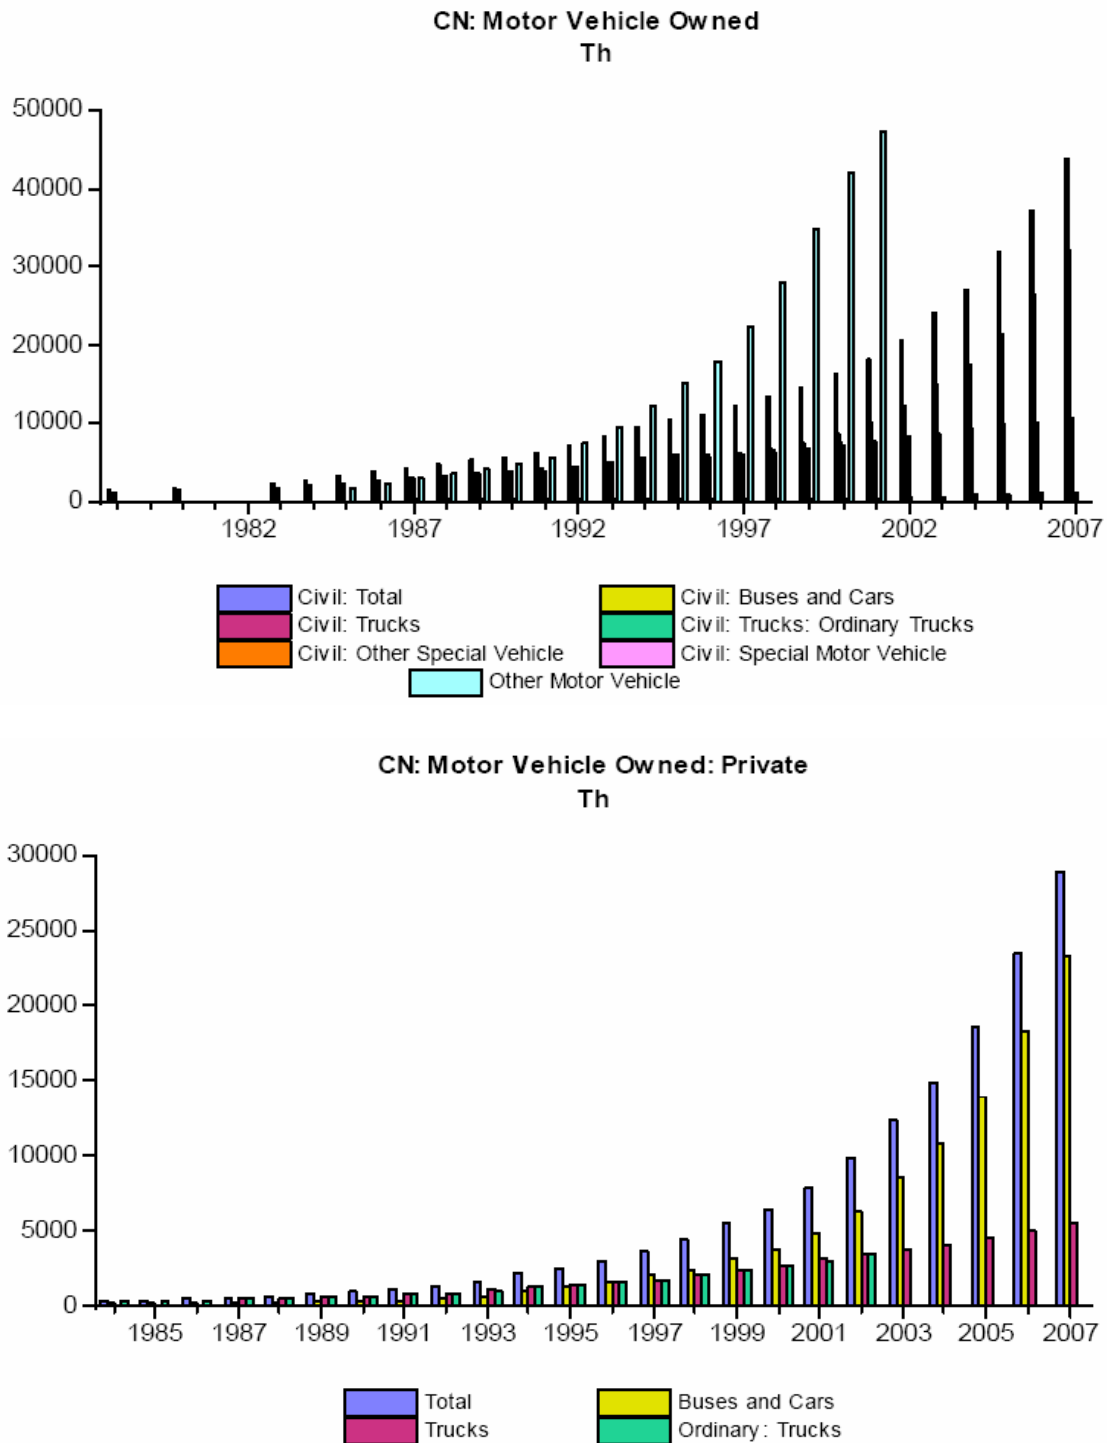 CN: Motor Vehicle Owned
Th
50000
40000
30000
20000
10000
0
1982 1987 1992 1997 2002 2007
Civil: Total Civil: Buses and Cars
Civil: Trucks Civil: Trucks: Ordinary Trucks
Civil: Other Special Vehicle Civil: Special Motor Vehicle
Other Motor Vehicle
CN: Motor Vehicle Owned: Private
Th
30000
25000
20000
15000
10000
5000
0
1985 1987 1989 1991 1993 1995 1997 1999 2001 2003 2005 2007
Total Buses and Cars
Trucks Ordinary: Trucks